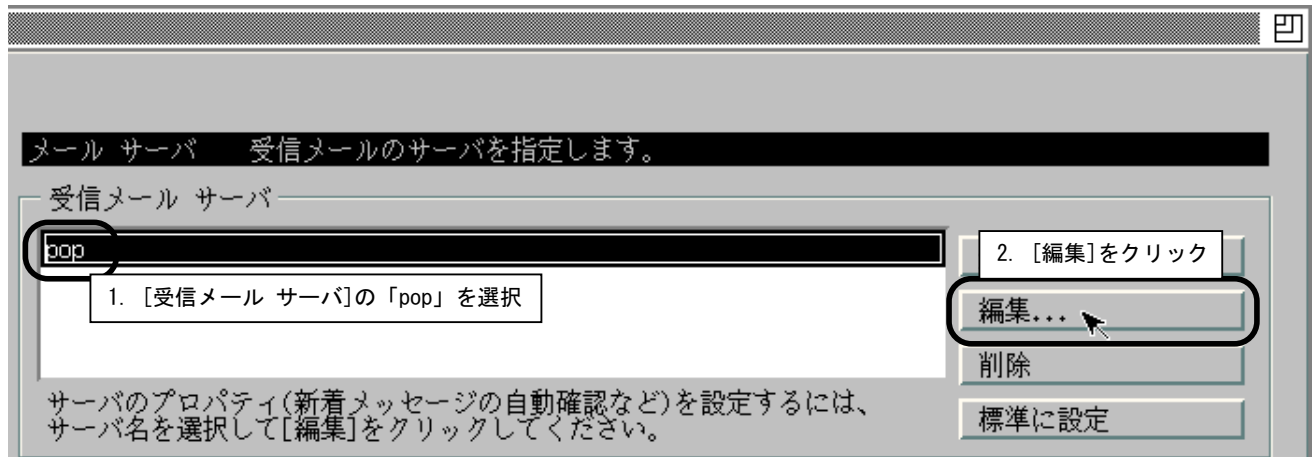 メール サーバ　　受信メールのサーバを指定します。
受信メール サーバ
pop
1. [受信メール サーバ]の「pop」を選択
2. [編集]をクリック
編集...
削除
標準に設定
サーバのプロパティ(新着メッセージの自動確認など)を設定するには、
サーバ名を選択して[編集]をクリックしてください。